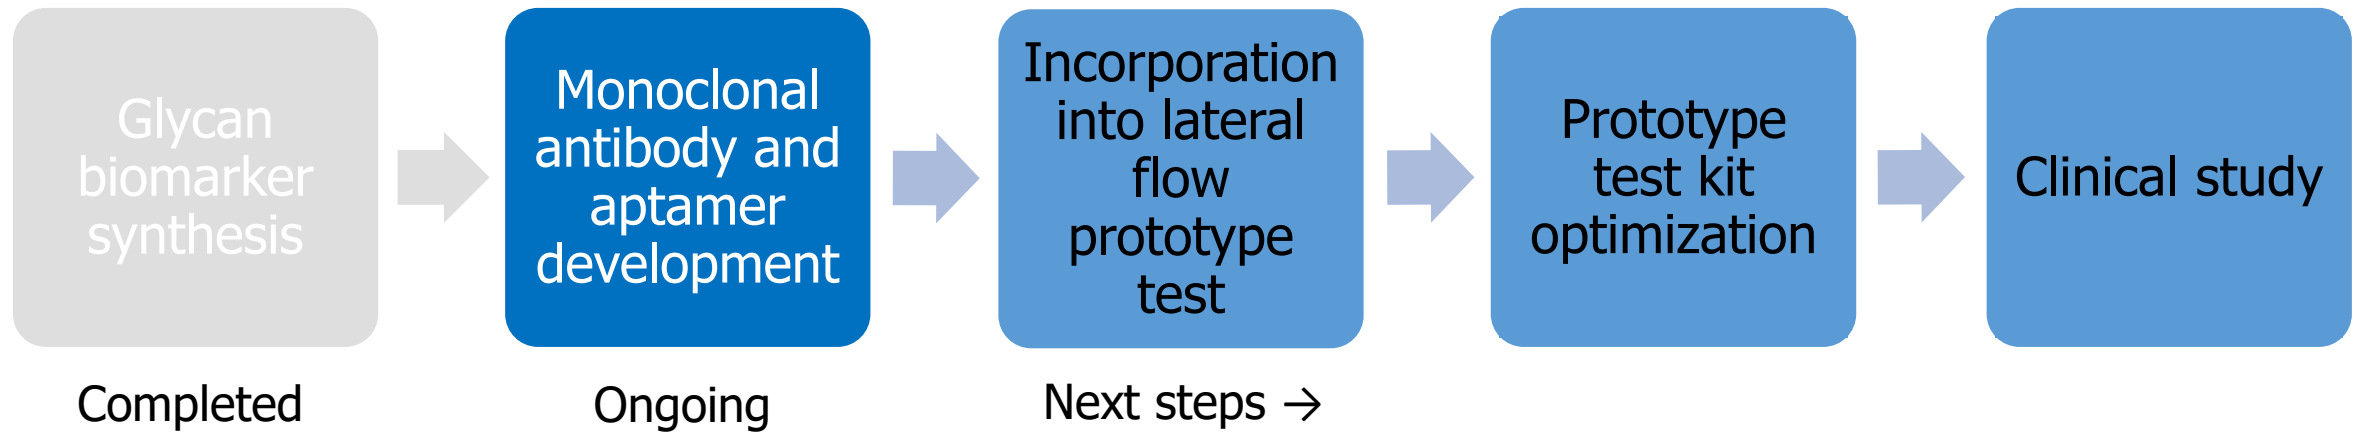 Glycan
biomarker
synthesis
Monoclonal
antibody and
aptamer
development
Incorporation
into lateral
flow
prototype
test
Prototype
test kit
optimization
Clinical study
Completed
Ongoing
Next steps →